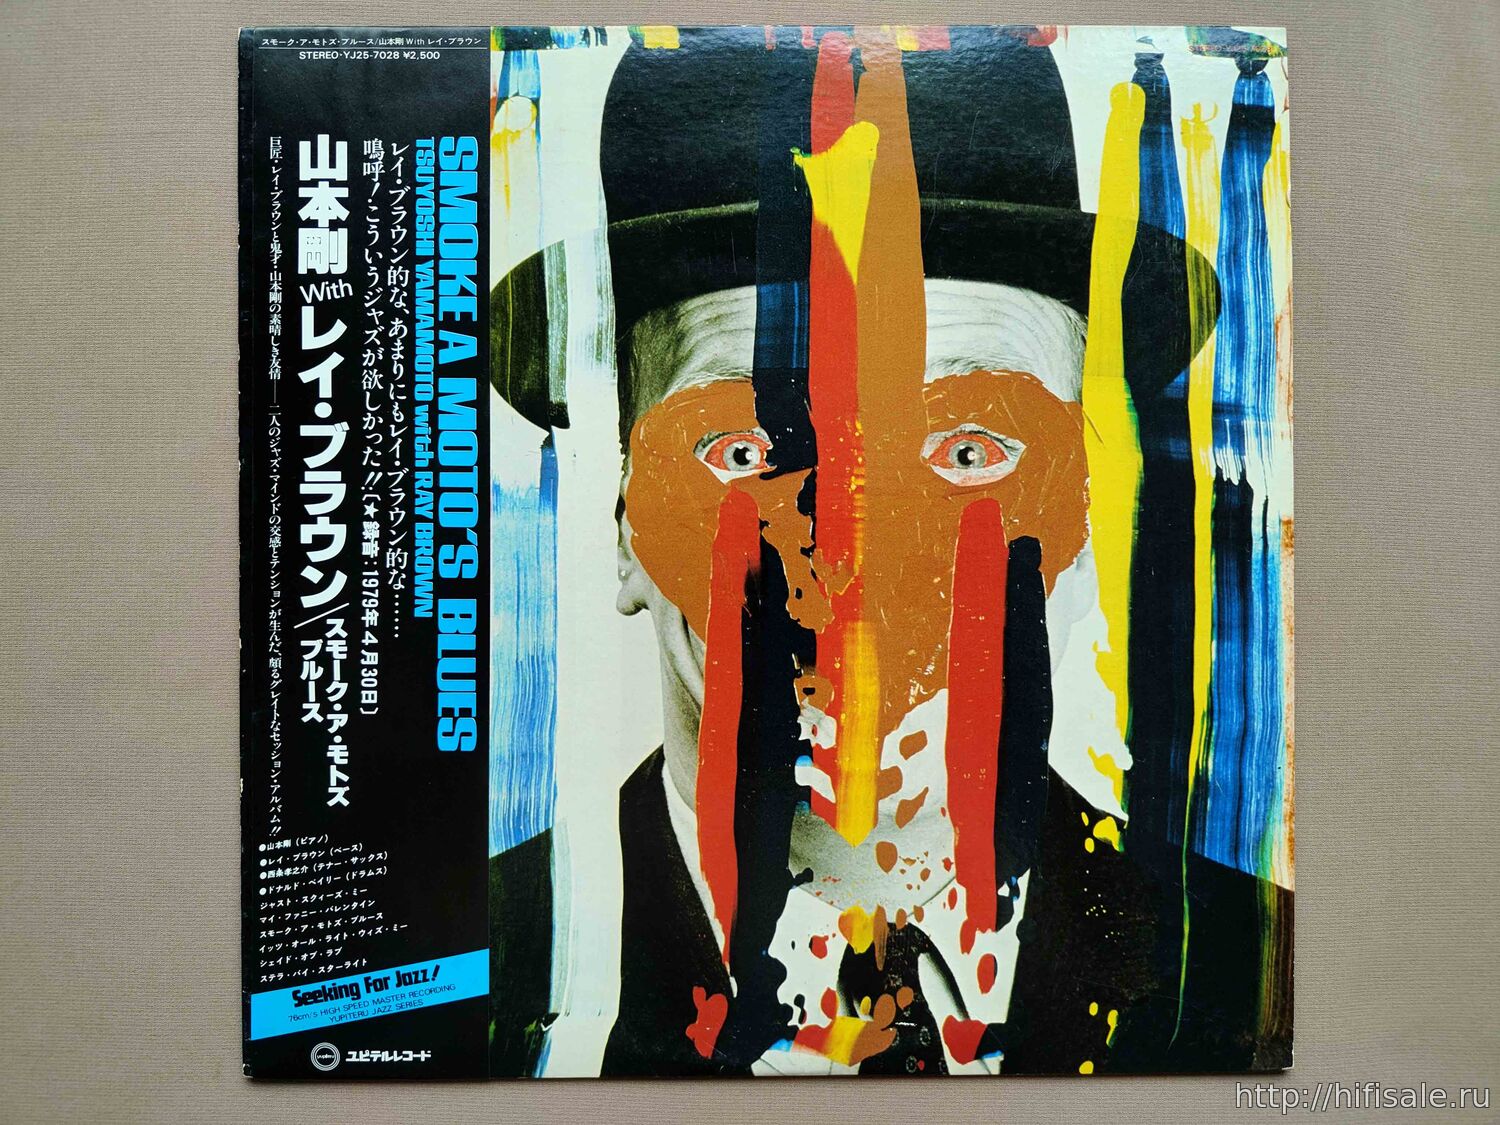 スモーク・ア・モトズ・ブルース/山本剛 With レイ・ブラウン
STEREO・YJ25-7028 ¥2,500
STEREO YJ25-7028
SMOKE A MOTO'S BLUES
TSUYOSHI YAMAMOTO with RAY BROWN
レイ・ブラウン的な、あまりにもレイ・ブラウン的な……
嗚呼!こういうジャズが欲しかった!!〔★録音:1979年4月30日〕
山本剛 With レイ・ブラウン/スモーク・ア・モトズ
ブルース
巨匠・レイ・ブラウンと鬼才・山本剛の素晴しき友情──二人のジャズ・マインドの交感とテンションが生んだ、頗るグレイトなセッション・アルバム!!
●山本剛(ピアノ)
●レイ・ブラウン(ベース)
●西条孝之介(テナー・サックス)
●ドナルド・ベイリー(ドラムス)
ジャスト・スクィーズ・ミー
マイ・ファニー・バレンタイン
スモーク・ア・モトズ・ブルース
イッツ・オール・ライト・ウィズ・ミー
シェイド・オブ・ラブ
ステラ・バイ・スターライト
Seeking For Jazz!
76cm/s HIGH SPEED MASTER RECORDING
YUPITERU JAZZ SERIES
yupiteru
ユピテルレコード
http://hifisale.ru